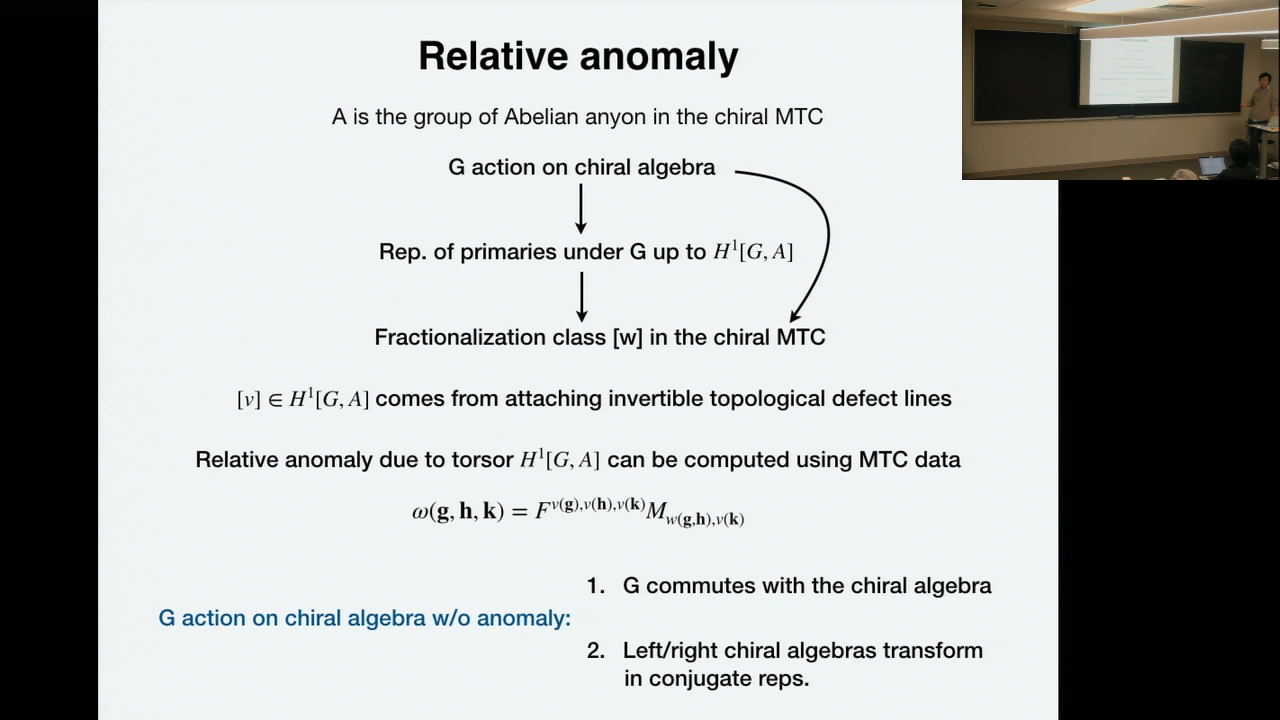 Relative anomaly
A is the group of Abelian anyon in the chiral MTC
G action on chiral algebra
Rep. of primaries under G up to H¹[G, A]
Fractionalization class [w] in the chiral MTC
[v] ∈ H¹[G, A] comes from attaching invertible topological defect lines
Relative anomaly due to torsor H¹[G, A] can be computed using MTC data
ω(g, h, k) = F^{v(g),v(h),v(k)} M_{w(g,h),v(k)}
G action on chiral algebra w/o anomaly:
1. G commutes with the chiral algebra
2. Left/right chiral algebras transform
in conjugate reps.